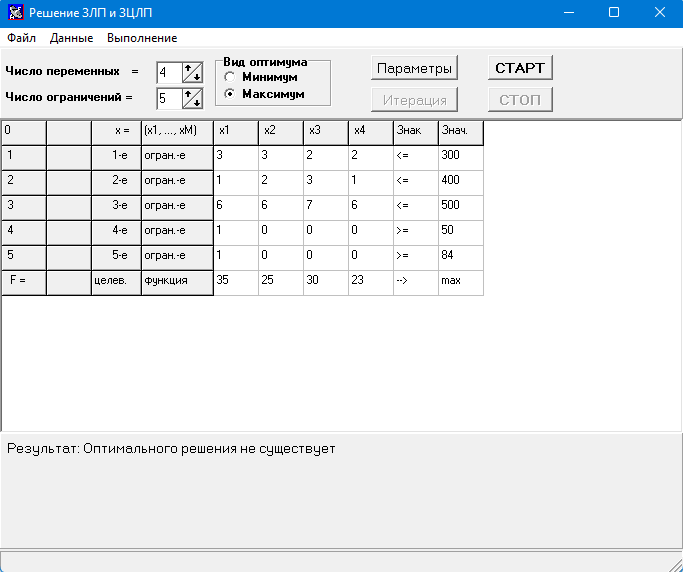 Решение ЗЛП и ЗЦЛП
Файл Данные Выполнение
Число переменных = 4
Число ограничений = 5
Вид оптимума
Минимум
Максимум
Параметры
СТАРТ
Итерация
СТОП
0 x = (x1, ..., xM) x1 x2 x3 x4 Знак Знач.
1 1-е огран.-е 3 3 2 2 <= 300
2 2-е огран.-е 1 2 3 1 <= 400
3 3-е огран.-е 6 6 7 6 <= 500
4 4-е огран.-е 1 0 0 0 >= 50
5 5-е огран.-е 1 0 0 0 >= 84
F = целев. функция 35 25 30 23 --> max
Результат: Оптимального решения не существует